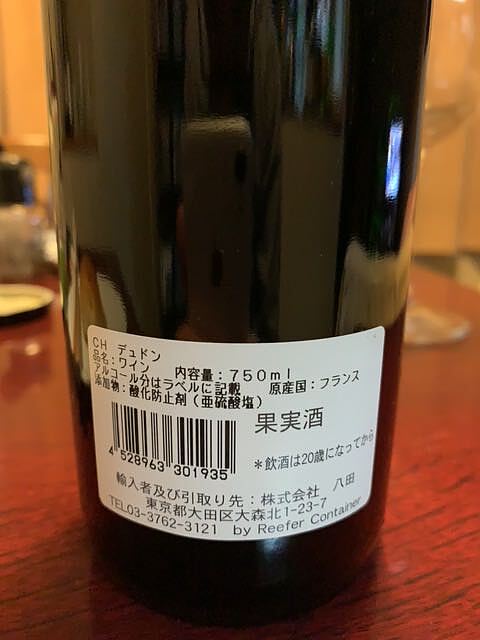 CH デュドン
品名：ワイン 内容量：750ml
アルコール分はラベルに記載 原産国：フランス
添加物：酸化防止剤（亜硫酸塩）
果実酒
4 528963 301935
＊飲酒は20歳になってから
輸入者及び引取り先：株式会社 八田
東京都大田区大森北1-23-7
TEL03-3762-3121 by Reefer Container